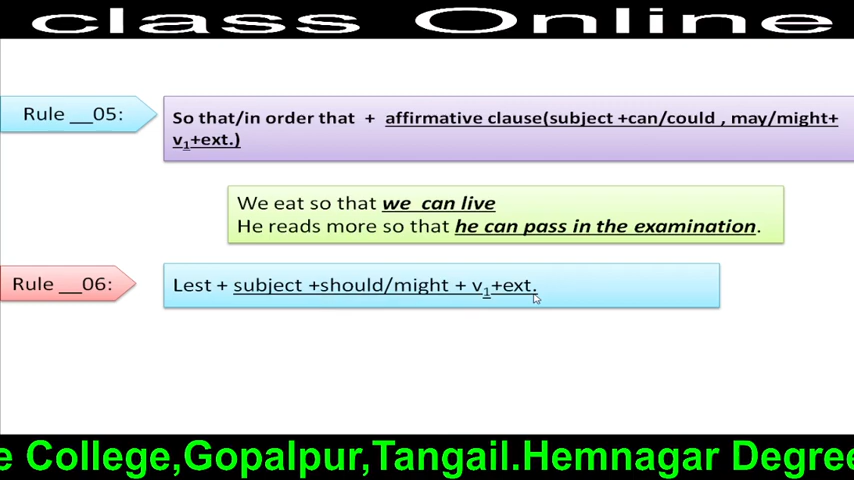 class Online
Rule __05:
So that/in order that + affirmative clause(subject +can/could , may/might+
v1+ext.)
We eat so that we can live
He reads more so that he can pass in the examination.
Rule __06:
Lest + subject +should/might + v1+ext.
e College,Gopalpur,Tangail.Hemnagar Degree